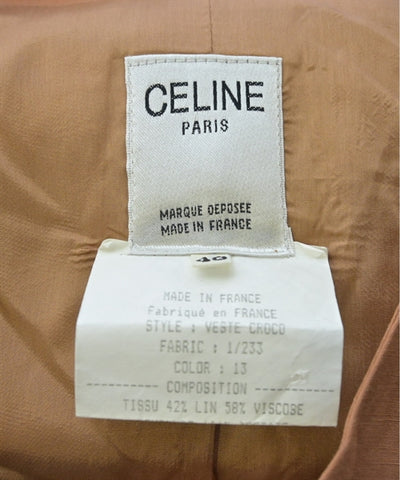 CELINE
PARIS
MARQUE DEPOSEE
MADE IN FRANCE
40
MADE IN FRANCE
Fabriqué en FRANCE
STYLE : VESTE CROCO
FABRIC : 1/233
COLOR : 13
---------- COMPOSITION ----------
TISSU 42% LIN 58% VISCOSE